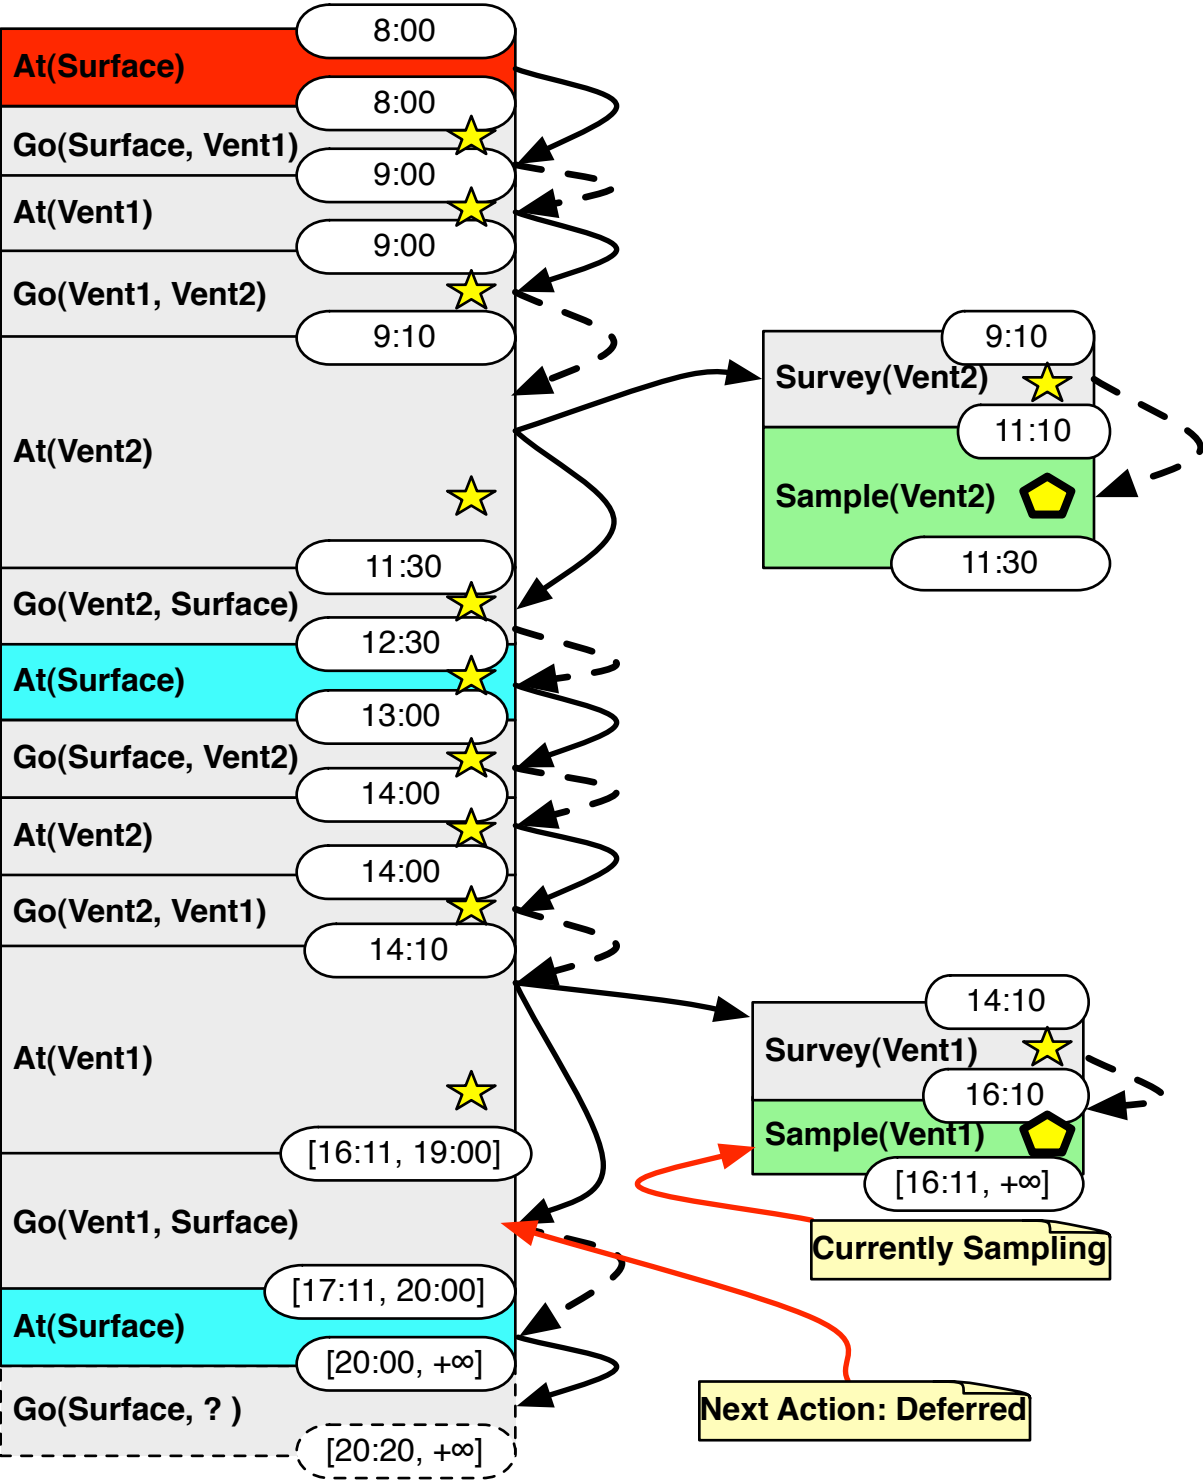 8:00
At(Surface)
8:00
Go(Surface, Vent1)
9:00
At(Vent1)
9:00
Go(Vent1, Vent2)
9:10
At(Vent2)
11:30
Go(Vent2, Surface)
12:30
At(Surface)
13:00
Go(Surface, Vent2)
14:00
At(Vent2)
14:00
Go(Vent2, Vent1)
14:10
At(Vent1)
[16:11, 19:00]
Go(Vent1, Surface)
[17:11, 20:00]
At(Surface)
[20:00, +∞]
Go(Surface, ? )
[20:20, +∞]
9:10
Survey(Vent2)
11:10
Sample(Vent2)
11:30
14:10
Survey(Vent1)
16:10
Sample(Vent1)
[16:11, +∞]
Currently Sampling
Next Action: Deferred